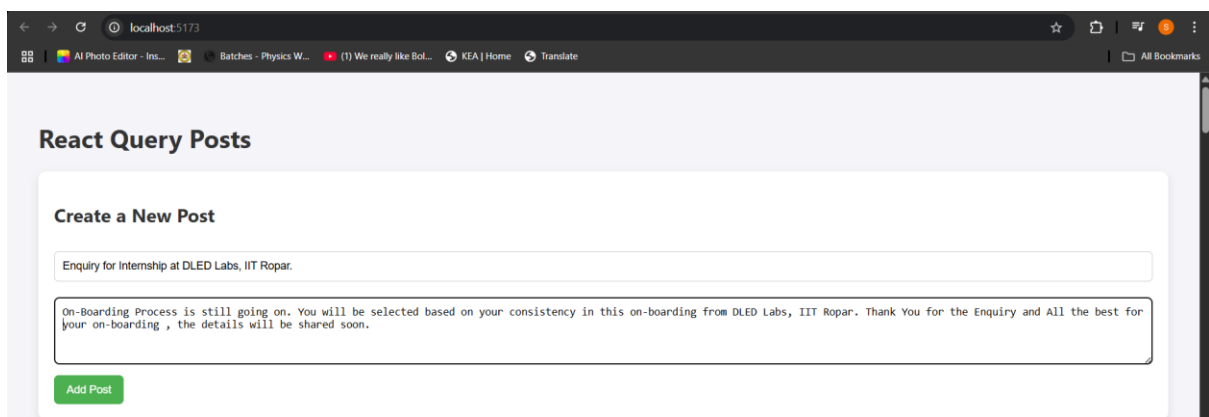 localhost:5173
S
AI Photo Editor - Ins... Batches - Physics W... (1) We really like Bol... KEA | Home Translate All Bookmarks
React Query Posts
Create a New Post
Enquiry for Internship at DLED Labs, IIT Ropar.
On-Boarding Process is still going on. You will be selected based on your consistency in this on-boarding from DLED Labs, IIT Ropar. Thank You for the Enquiry and All the best for
your on-boarding , the details will be shared soon.
Add Post